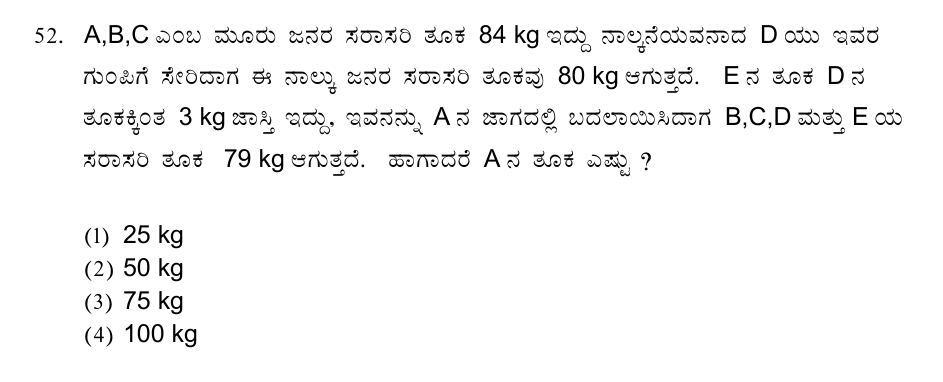 52. A,B,C ಎಂಬ ಮೂರು ಜನರ ಸರಾಸರಿ ತೂಕ 84 kg ಇದ್ದು ನಾಲ್ಕನೆಯವನಾದ D ಯು ಇವರ
ಗುಂಪಿಗೆ ಸೇರಿದಾಗ ಈ ನಾಲ್ಕು ಜನರ ಸರಾಸರಿ ತೂಕವು 80 kg ಆಗುತ್ತದೆ. E ನ ತೂಕ D ನ
ತೂಕಕ್ಕಿಂತ 3 kg ಜಾಸ್ತಿ ಇದ್ದು, ಇವನನ್ನು A ನ ಜಾಗದಲ್ಲಿ ಬದಲಾಯಿಸಿದಾಗ B,C,D ಮತ್ತು E ಯ
ಸರಾಸರಿ ತೂಕ 79 kg ಆಗುತ್ತದೆ. ಹಾಗಾದರೆ A ನ ತೂಕ ಎಷ್ಟು ?
(1) 25 kg
(2) 50 kg
(3) 75 kg
(4) 100 kg